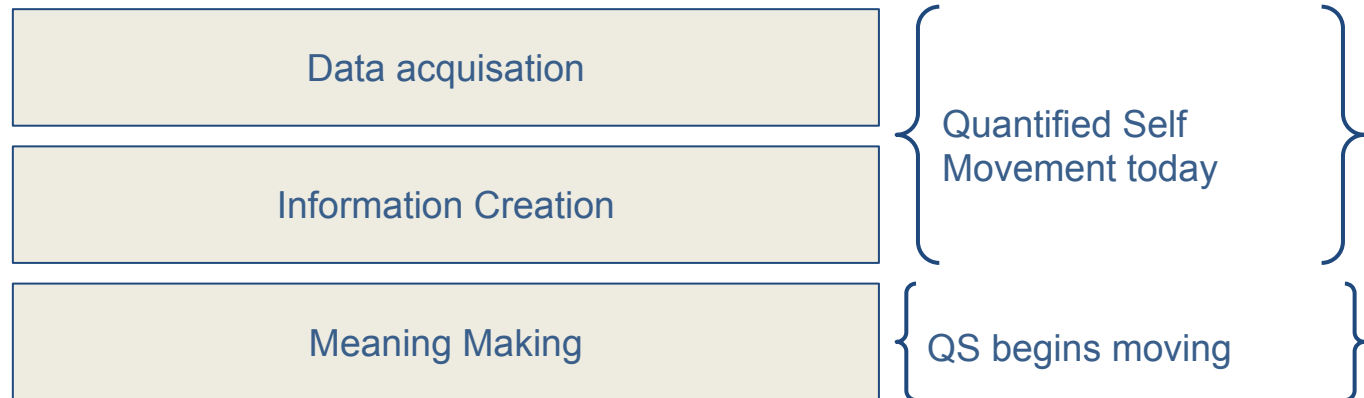 Data acquisation
Quantified Self
Movement today
Information Creation
Meaning Making
QS begins moving